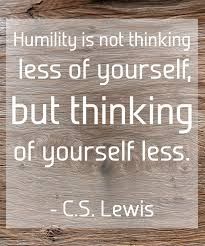 Humility is not thinking
less of yourself,
but thinking
of yourself less.
- C.S. Lewis